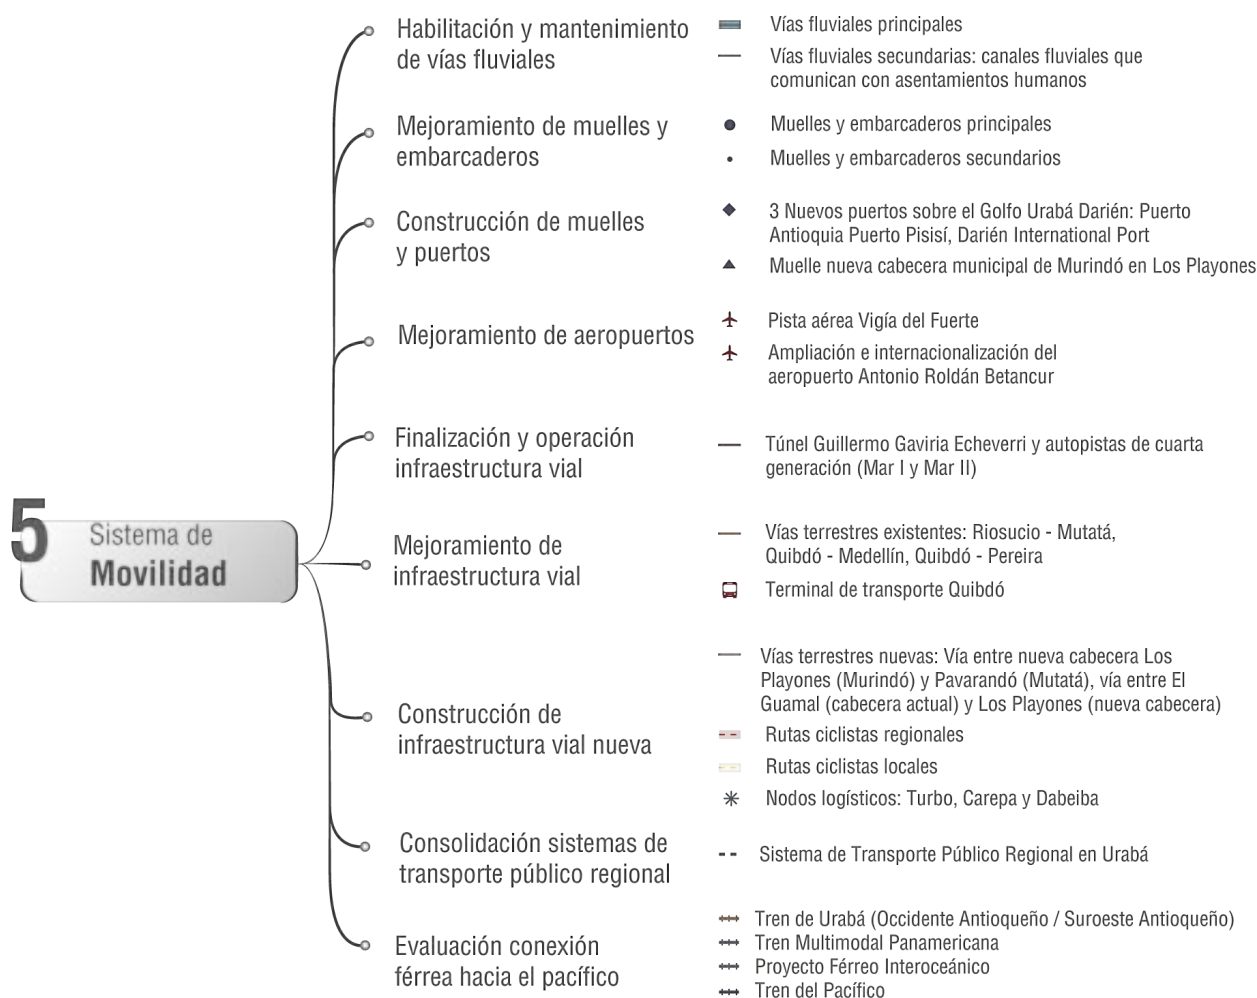 5
Sistema de
Movilidad
Habilitación y mantenimiento
de vías fluviales
Vías fluviales principales
Vías fluviales secundarias: canales fluviales que
comunican con asentamientos humanos
Mejoramiento de muelles y
embarcaderos
Muelles y embarcaderos principales
Muelles y embarcaderos secundarios
Construcción de muelles
y puertos
3 Nuevos puertos sobre el Golfo Urabá Darién: Puerto
Antioquia Puerto Pisisí, Darién International Port
Muelle nueva cabecera municipal de Murindó en Los Playones
Mejoramiento de aeropuertos
Pista aérea Vigía del Fuerte
Ampliación e internacionalización del
aeropuerto Antonio Roldán Betancur
Finalización y operación
infraestructura vial
Túnel Guillermo Gaviria Echeverri y autopistas de cuarta
generación (Mar I y Mar II)
Mejoramiento de
infraestructura vial
Vías terrestres existentes: Riosucio - Mutatá,
Quibdó - Medellín, Quibdó - Pereira
Terminal de transporte Quibdó
Construcción de
infraestructura vial nueva
Vías terrestres nuevas: Vía entre nueva cabecera Los
Playones (Murindó) y Pavarandó (Mutatá), vía entre El
Guamal (cabecera actual) y Los Playones (nueva cabecera)
Rutas ciclistas regionales
Rutas ciclistas locales
Nodos logísticos: Turbo, Carepa y Dabeiba
Consolidación sistemas de
transporte público regional
Sistema de Transporte Público Regional en Urabá
Evaluación conexión
férrea hacia el pacífico
Tren de Urabá (Occidente Antioqueño / Suroeste Antioqueño)
Tren Multimodal Panamericana
Proyecto Férreo Interoceánico
Tren del Pacífico